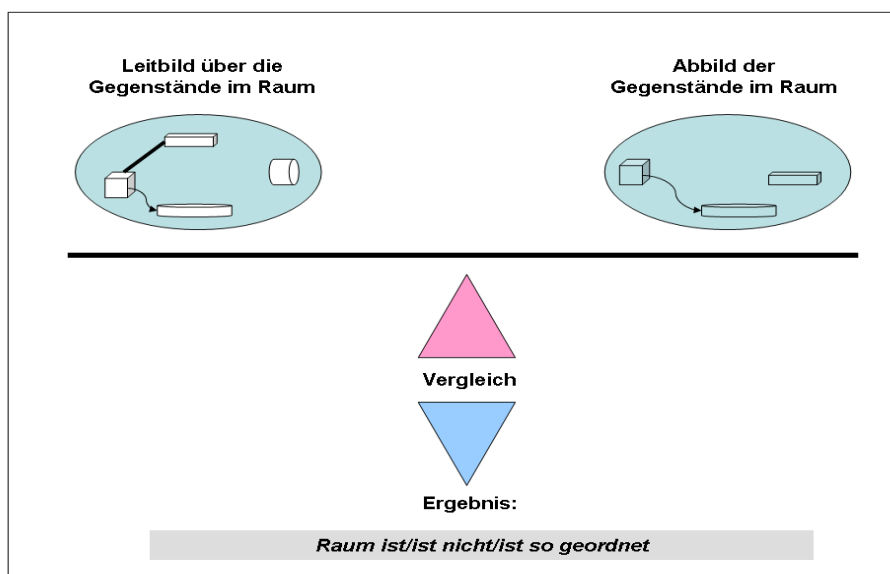 Leitbild über die
Gegenstände im Raum
Abbild der
Gegenstände im Raum
Vergleich
Ergebnis:
Raum ist/ist nicht/ist so geordnet